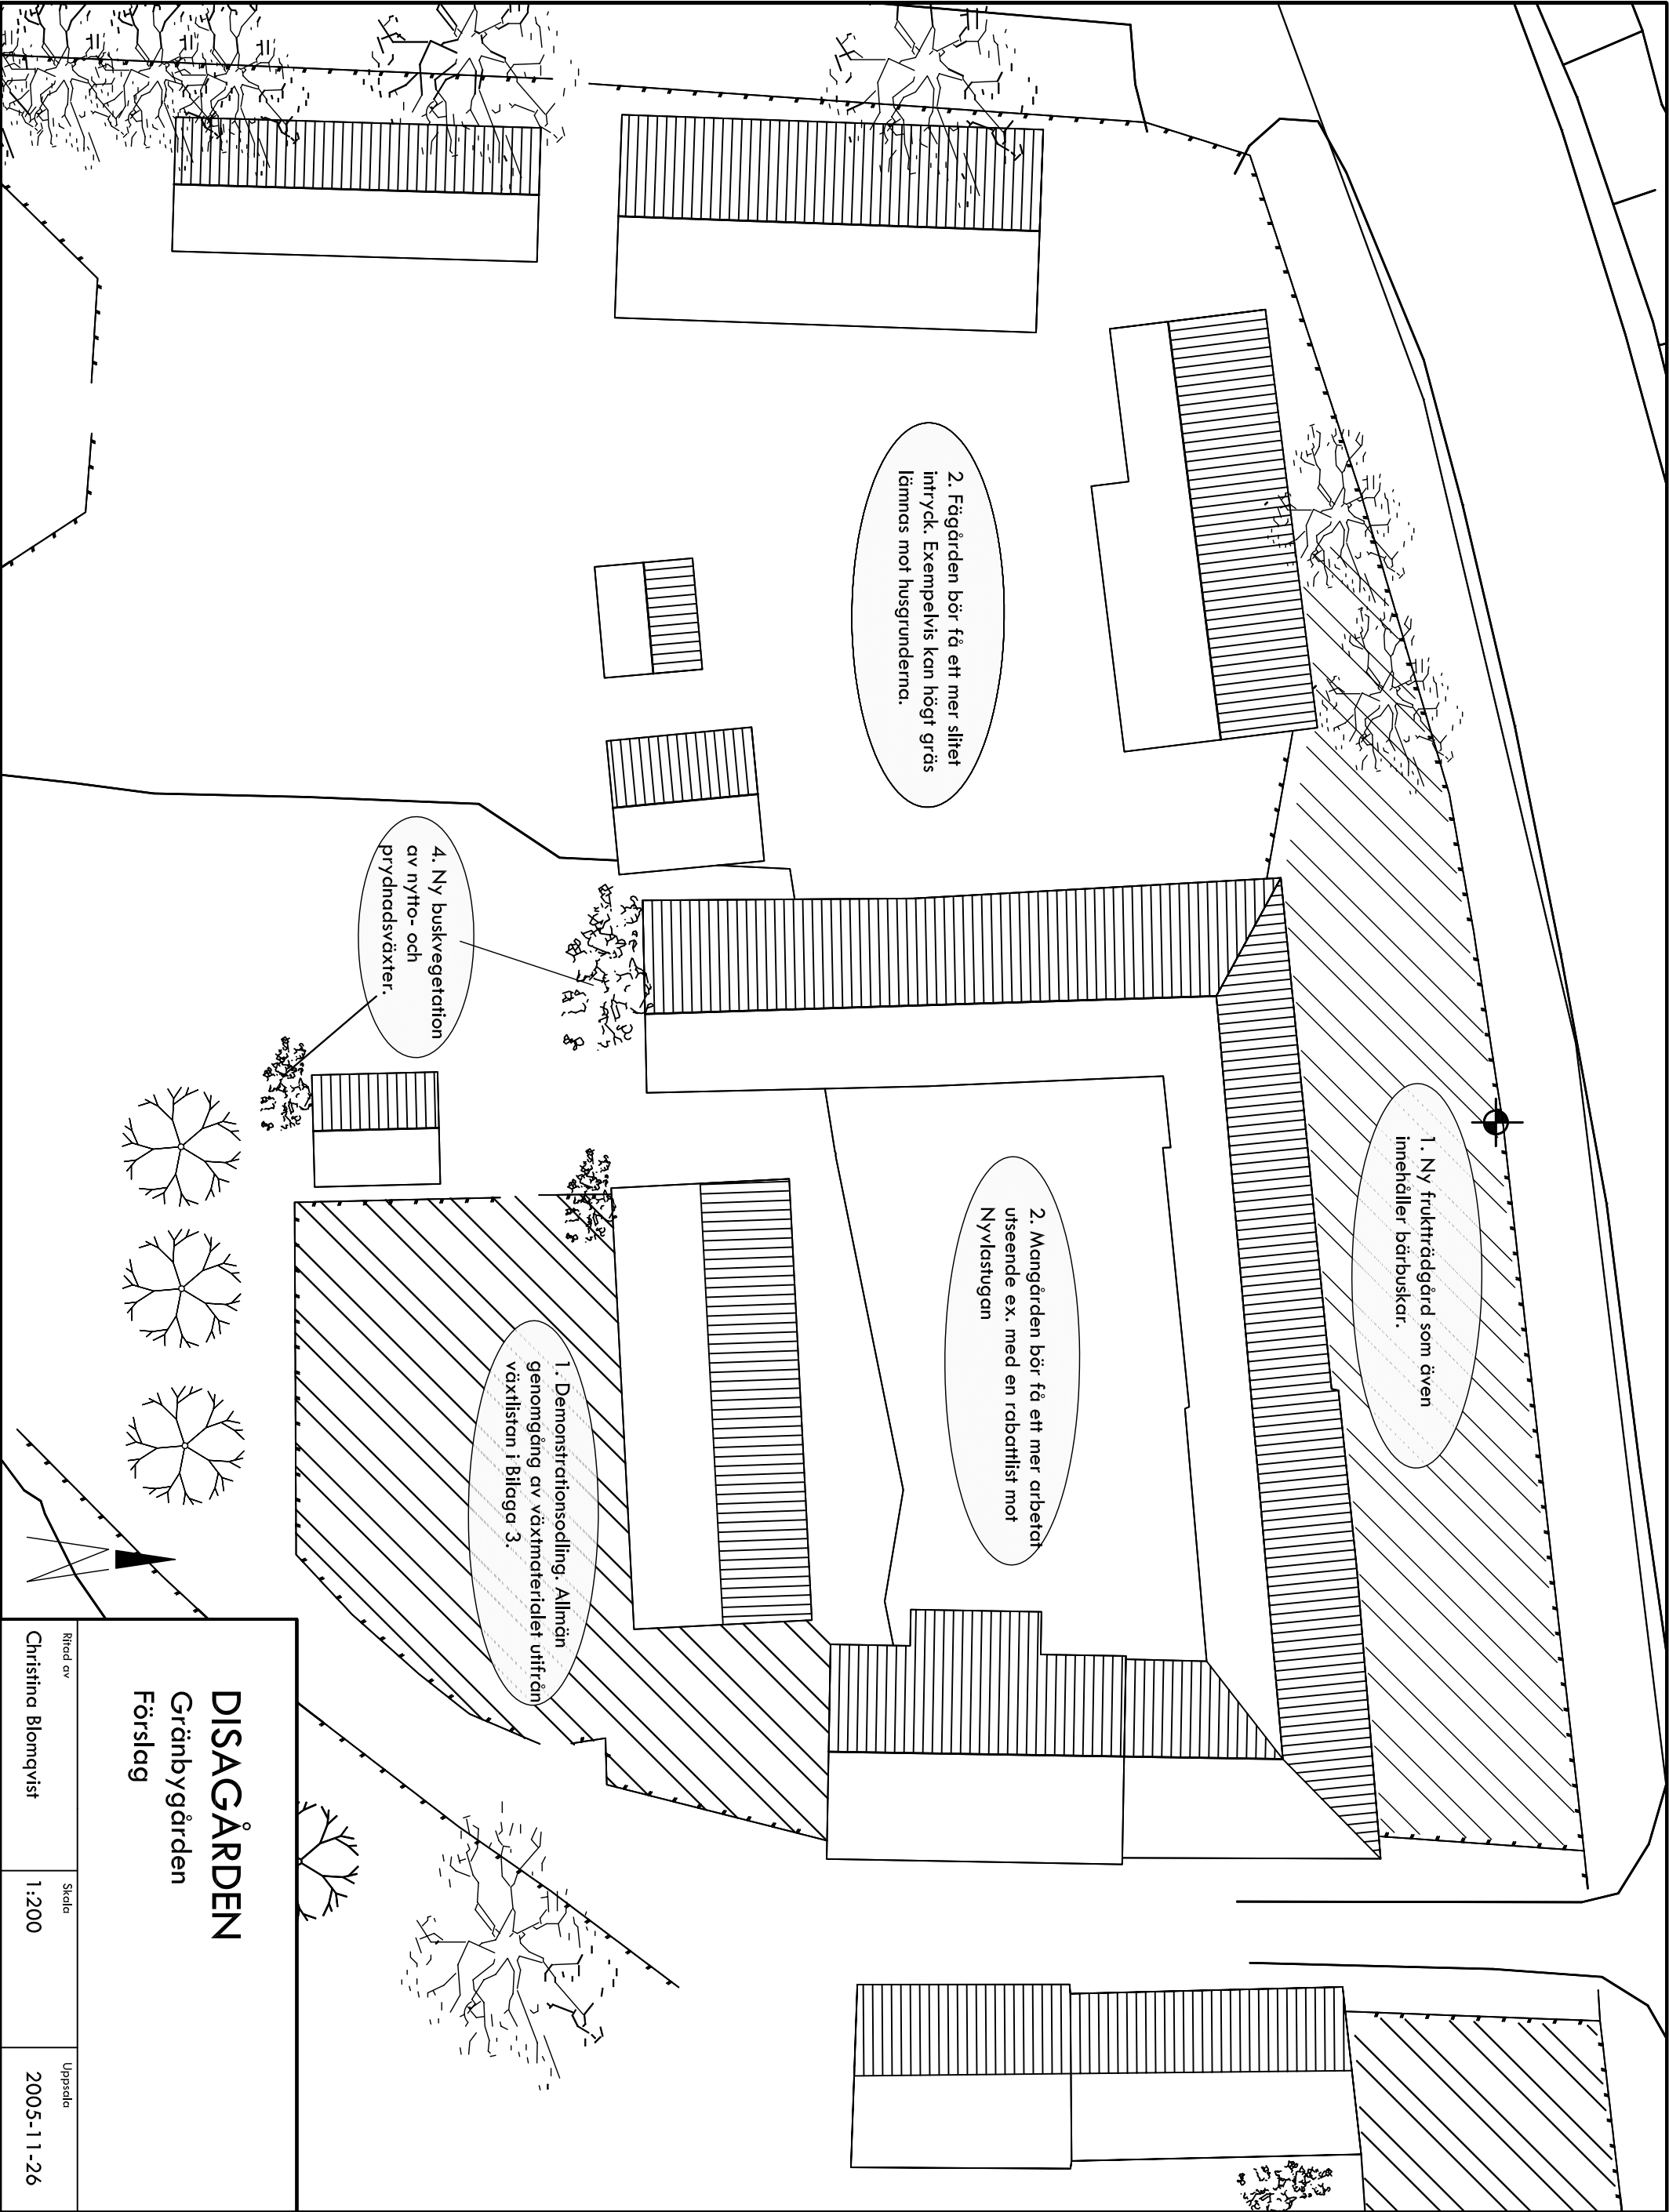 2. Fägården bör få ett mer slitet
intryck. Exempelvis kan högt gräs
lämnas mot husgrunderna.
1. Ny fruktträdgård som även
innehåller bärbuskar.
4. Ny buskvegetation
av nytto- och
prydnadsväxter.
2. Mangården bör få ett mer arbetat
utseende ex. med en rabattlist mot
Nyvlastugan
1. Demonstrationsodling. Allmän
genomgång av växtmaterialet utifrån
växtlistan i Bilaga 3.
DISAGÅRDEN
Gränbygården
Förslag
Ritad av
Christina Blomqvist
Skala
1:200
Uppsala
2005-11-26